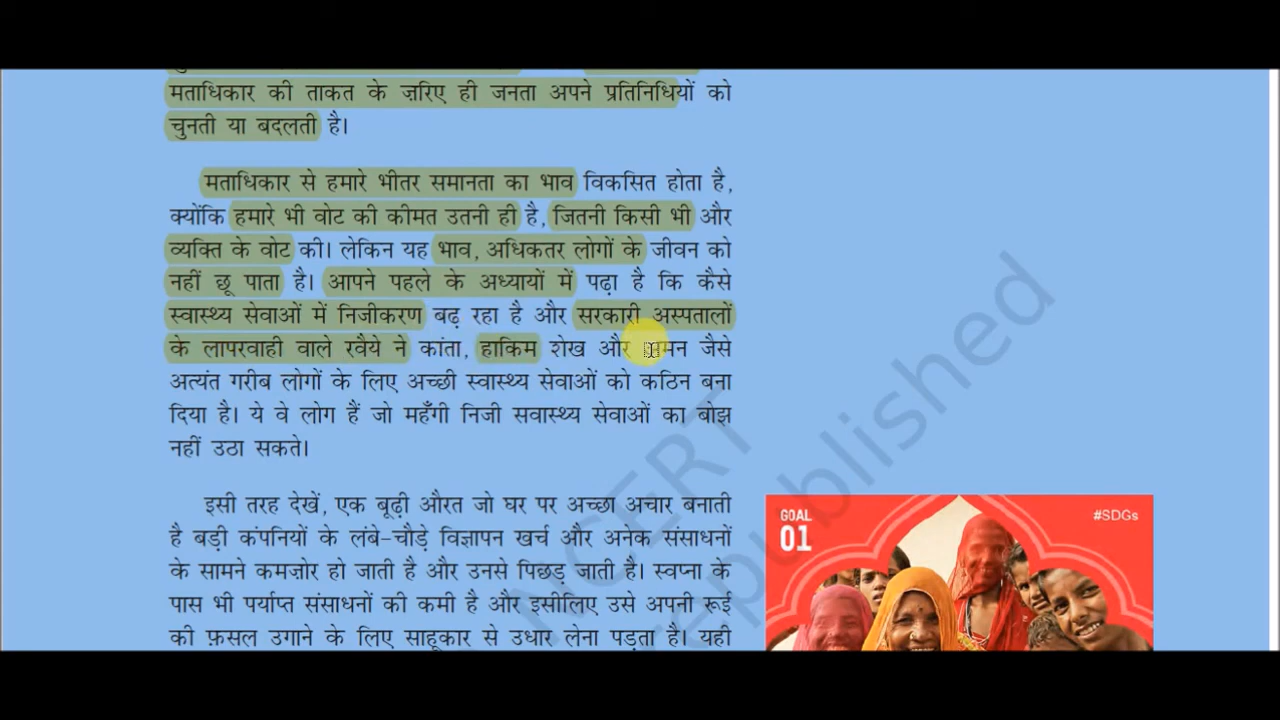 मताधिकार की ताकत के ज़रिए ही जनता अपने प्रतिनिधियों को
चुनती या बदलती है।
मताधिकार से हमारे भीतर समानता का भाव विकसित होता है,
क्योंकि हमारे भी वोट की कीमत उतनी ही है, जितनी किसी भी और
व्यक्ति के वोट की। लेकिन यह भाव, अधिकतर लोगों के जीवन को
नहीं छू पाता है। आपने पहले के अध्यायों में पढ़ा है कि कैसे
स्वास्थ्य सेवाओं में निजीकरण बढ़ रहा है और सरकारी अस्पतालों
के लापरवाही वाले रवैये ने कांता, हाकिम शेख और जैसे
अत्यंत गरीब लोगों के लिए अच्छी स्वास्थ्य सेवाओं को कठिन बना
दिया है। ये वे लोग हैं जो महँगी निजी सवास्थ्य सेवाओं का बोझ
नहीं उठा सकते।
इसी तरह देखें, एक बूढ़ी औरत जो घर पर अच्छा अचार बनाती
है बड़ी कंपनियों के लंबे-चौड़े विज्ञापन खर्च और अनेक संसाधनों
के सामने कमज़ोर हो जाती है और उनसे पिछड़ जाती है। स्वप्ना के
पास भी पर्याप्त संसाधनों की कमी है और इसीलिए उसे अपनी रूई
की फ़सल उगाने के लिए साहूकार से उधार लेना पड़ता है। यही
GOAL
01
#SDGs
NCERT
republished